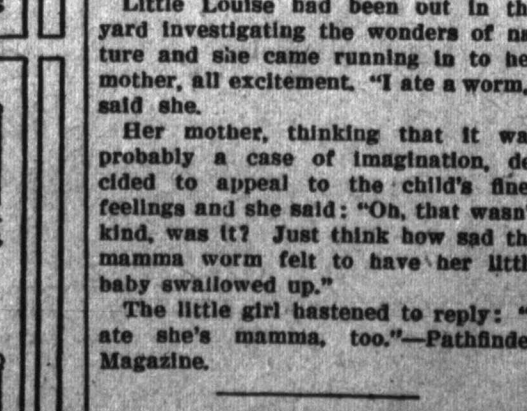 Little Louise had been out in th
yard investigating the wonders of na
ture and she came running in to he
mother, all excitement. "I ate a worm,
said she.
Her mother, thinking that it wa
probably a case of imagination, de
cided to appeal to the child's fine
feelings and she said: "Oh, that wasn
kind, was it? Just think how sad th
mamma worm felt to have her littl
baby swallowed up."
The little girl hastened to reply: "
ate she's mamma, too."—Pathfinde
Magazine.